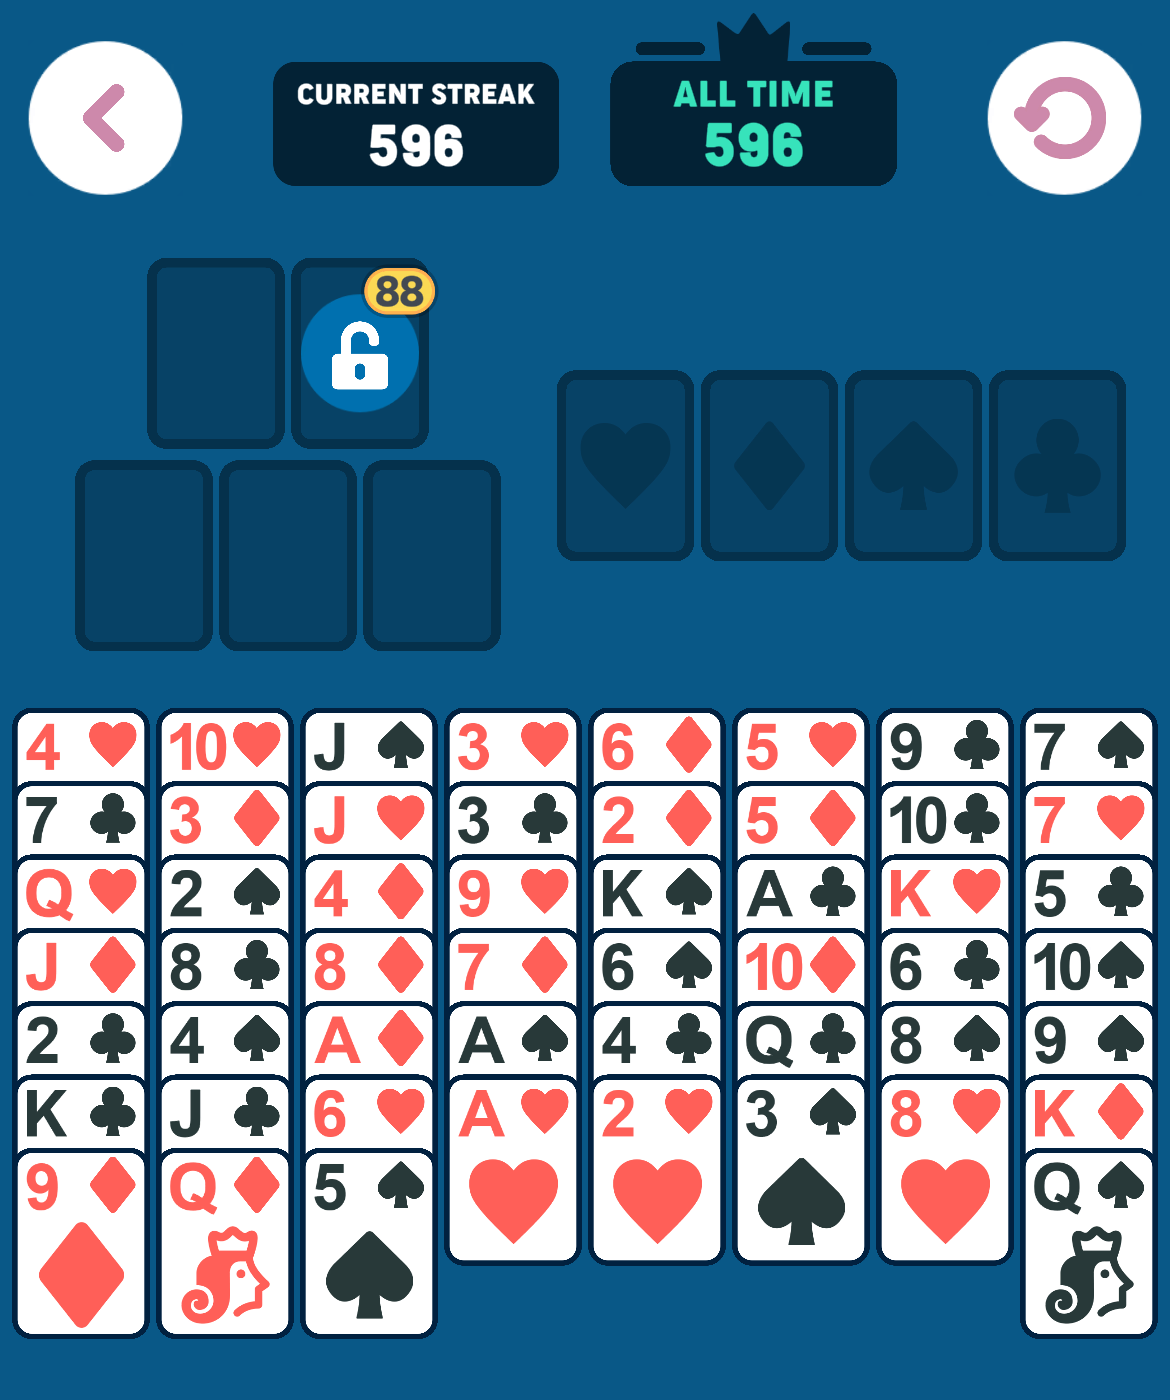 CURRENT STREAK
596
ALL TIME
596
88
4 10 J 3 6 5 9 7
7 3 J 3 2 5 10 7
Q 2 4 9 K A K 5
J 8 8 7 6 10 6 10
2 4 A A 4 Q 8 9
K J 6 A 2 3 8 K
9 Q 5 Q